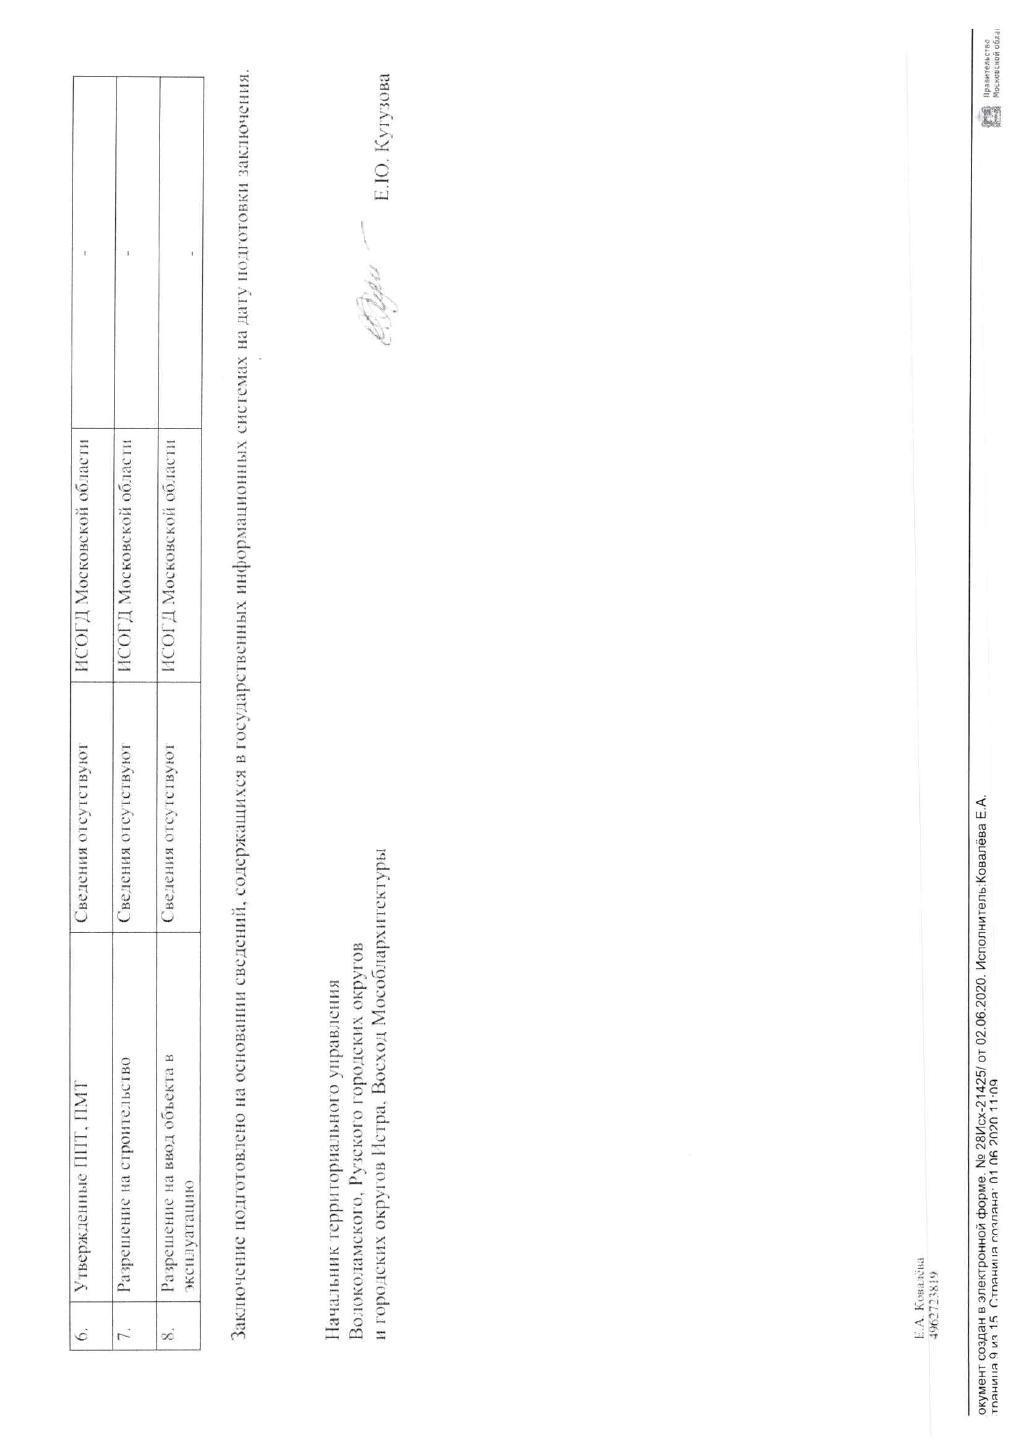 6. Утвержденные ППТ, ПМТ Сведения отсутствуют ИСОГД Московской области -
7. Разрешение на строительство Сведения отсутствуют ИСОГД Московской области -
8. Разрешение на ввод объекта в Сведения отсутствуют ИСОГД Московской области -
эксплуатацию
Заключение подготовлено на основании сведений, содержащихся в государственных информационных системах на дату подготовки заключения.
Начальник территориального управления
Волоколамского, Рузского городских округов
и городских округов Истра, Восход Мособлархитектуры Е.Ю. Кутузова
Е.А. Ковалёва
4962723819
окумент создан в электронной форме. № 28Исх-21425/ от 02.06.2020. Исполнитель:Ковалёва Е.А.
траница 9 из 15. Страница создана: 01.06.2020 11:09
Правительство
Московской обла